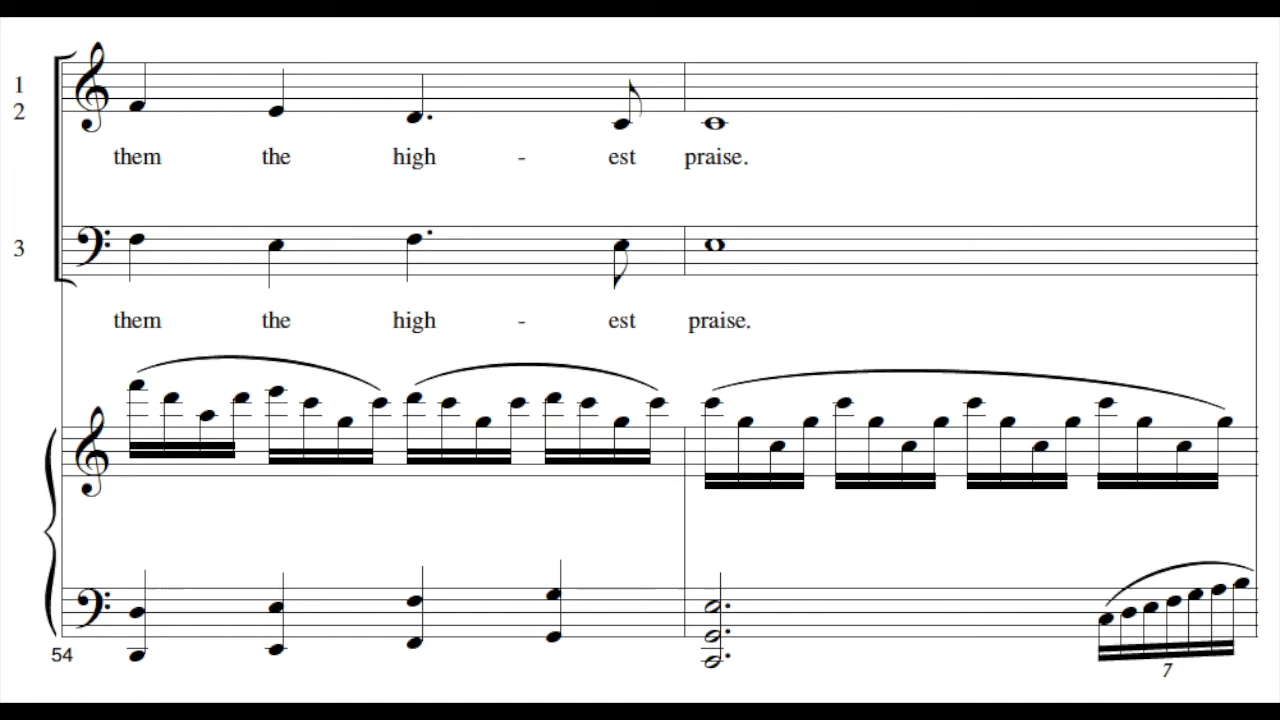 1
2
them the high - est praise.
3
them the high - est praise.
54
7